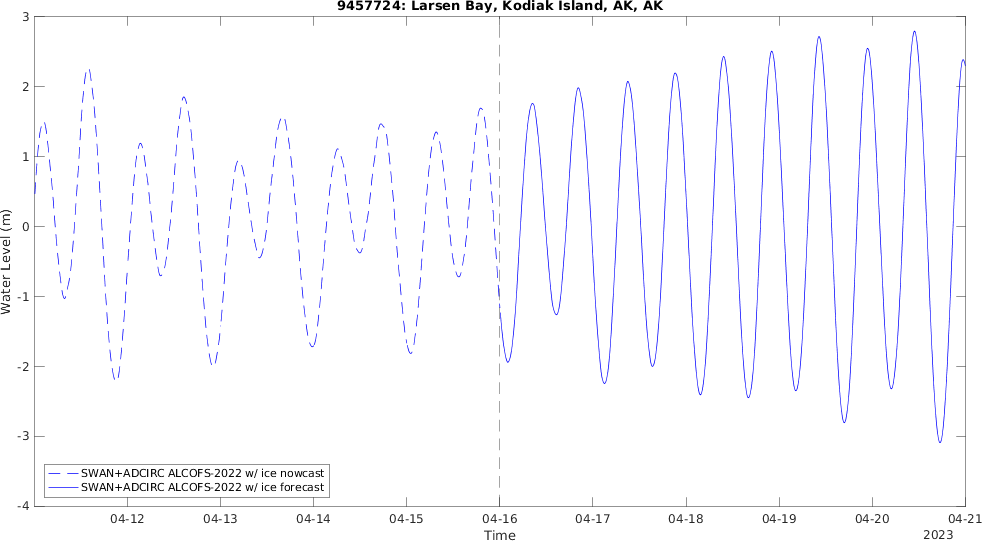 9457724: Larsen Bay, Kodiak Island, AK, AK
3
2
1
0
-1
-2
-3
-4
Water Level (m)
SWAN+ADCIRC ALCOFS-2022 w/ ice nowcast
SWAN+ADCIRC ALCOFS-2022 w/ ice forecast
04-12 04-13 04-14 04-15 04-16 04-17 04-18 04-19 04-20 04-21
Time
2023